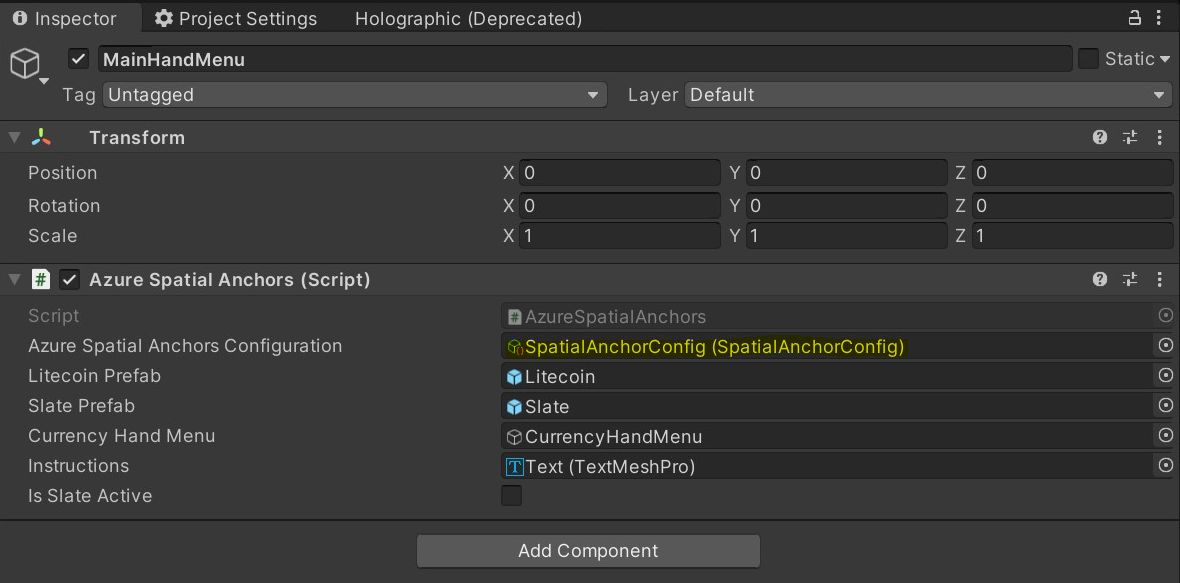 Inspector Project Settings Holographic (Deprecated)
MainHandMenu Static
Tag Untagged Layer Default
Transform
Position X 0 Y 0 Z 0
Rotation X 0 Y 0 Z 0
Scale X 1 Y 1 Z 1
# Azure Spatial Anchors (Script)
Script # AzureSpatialAnchors
Azure Spatial Anchors Configuration SpatialAnchorConfig (SpatialAnchorConfig)
Litecoin Prefab Litecoin
Slate Prefab Slate
Currency Hand Menu CurrencyHandMenu
Instructions T Text (TextMeshPro)
Is Slate Active
Add Component